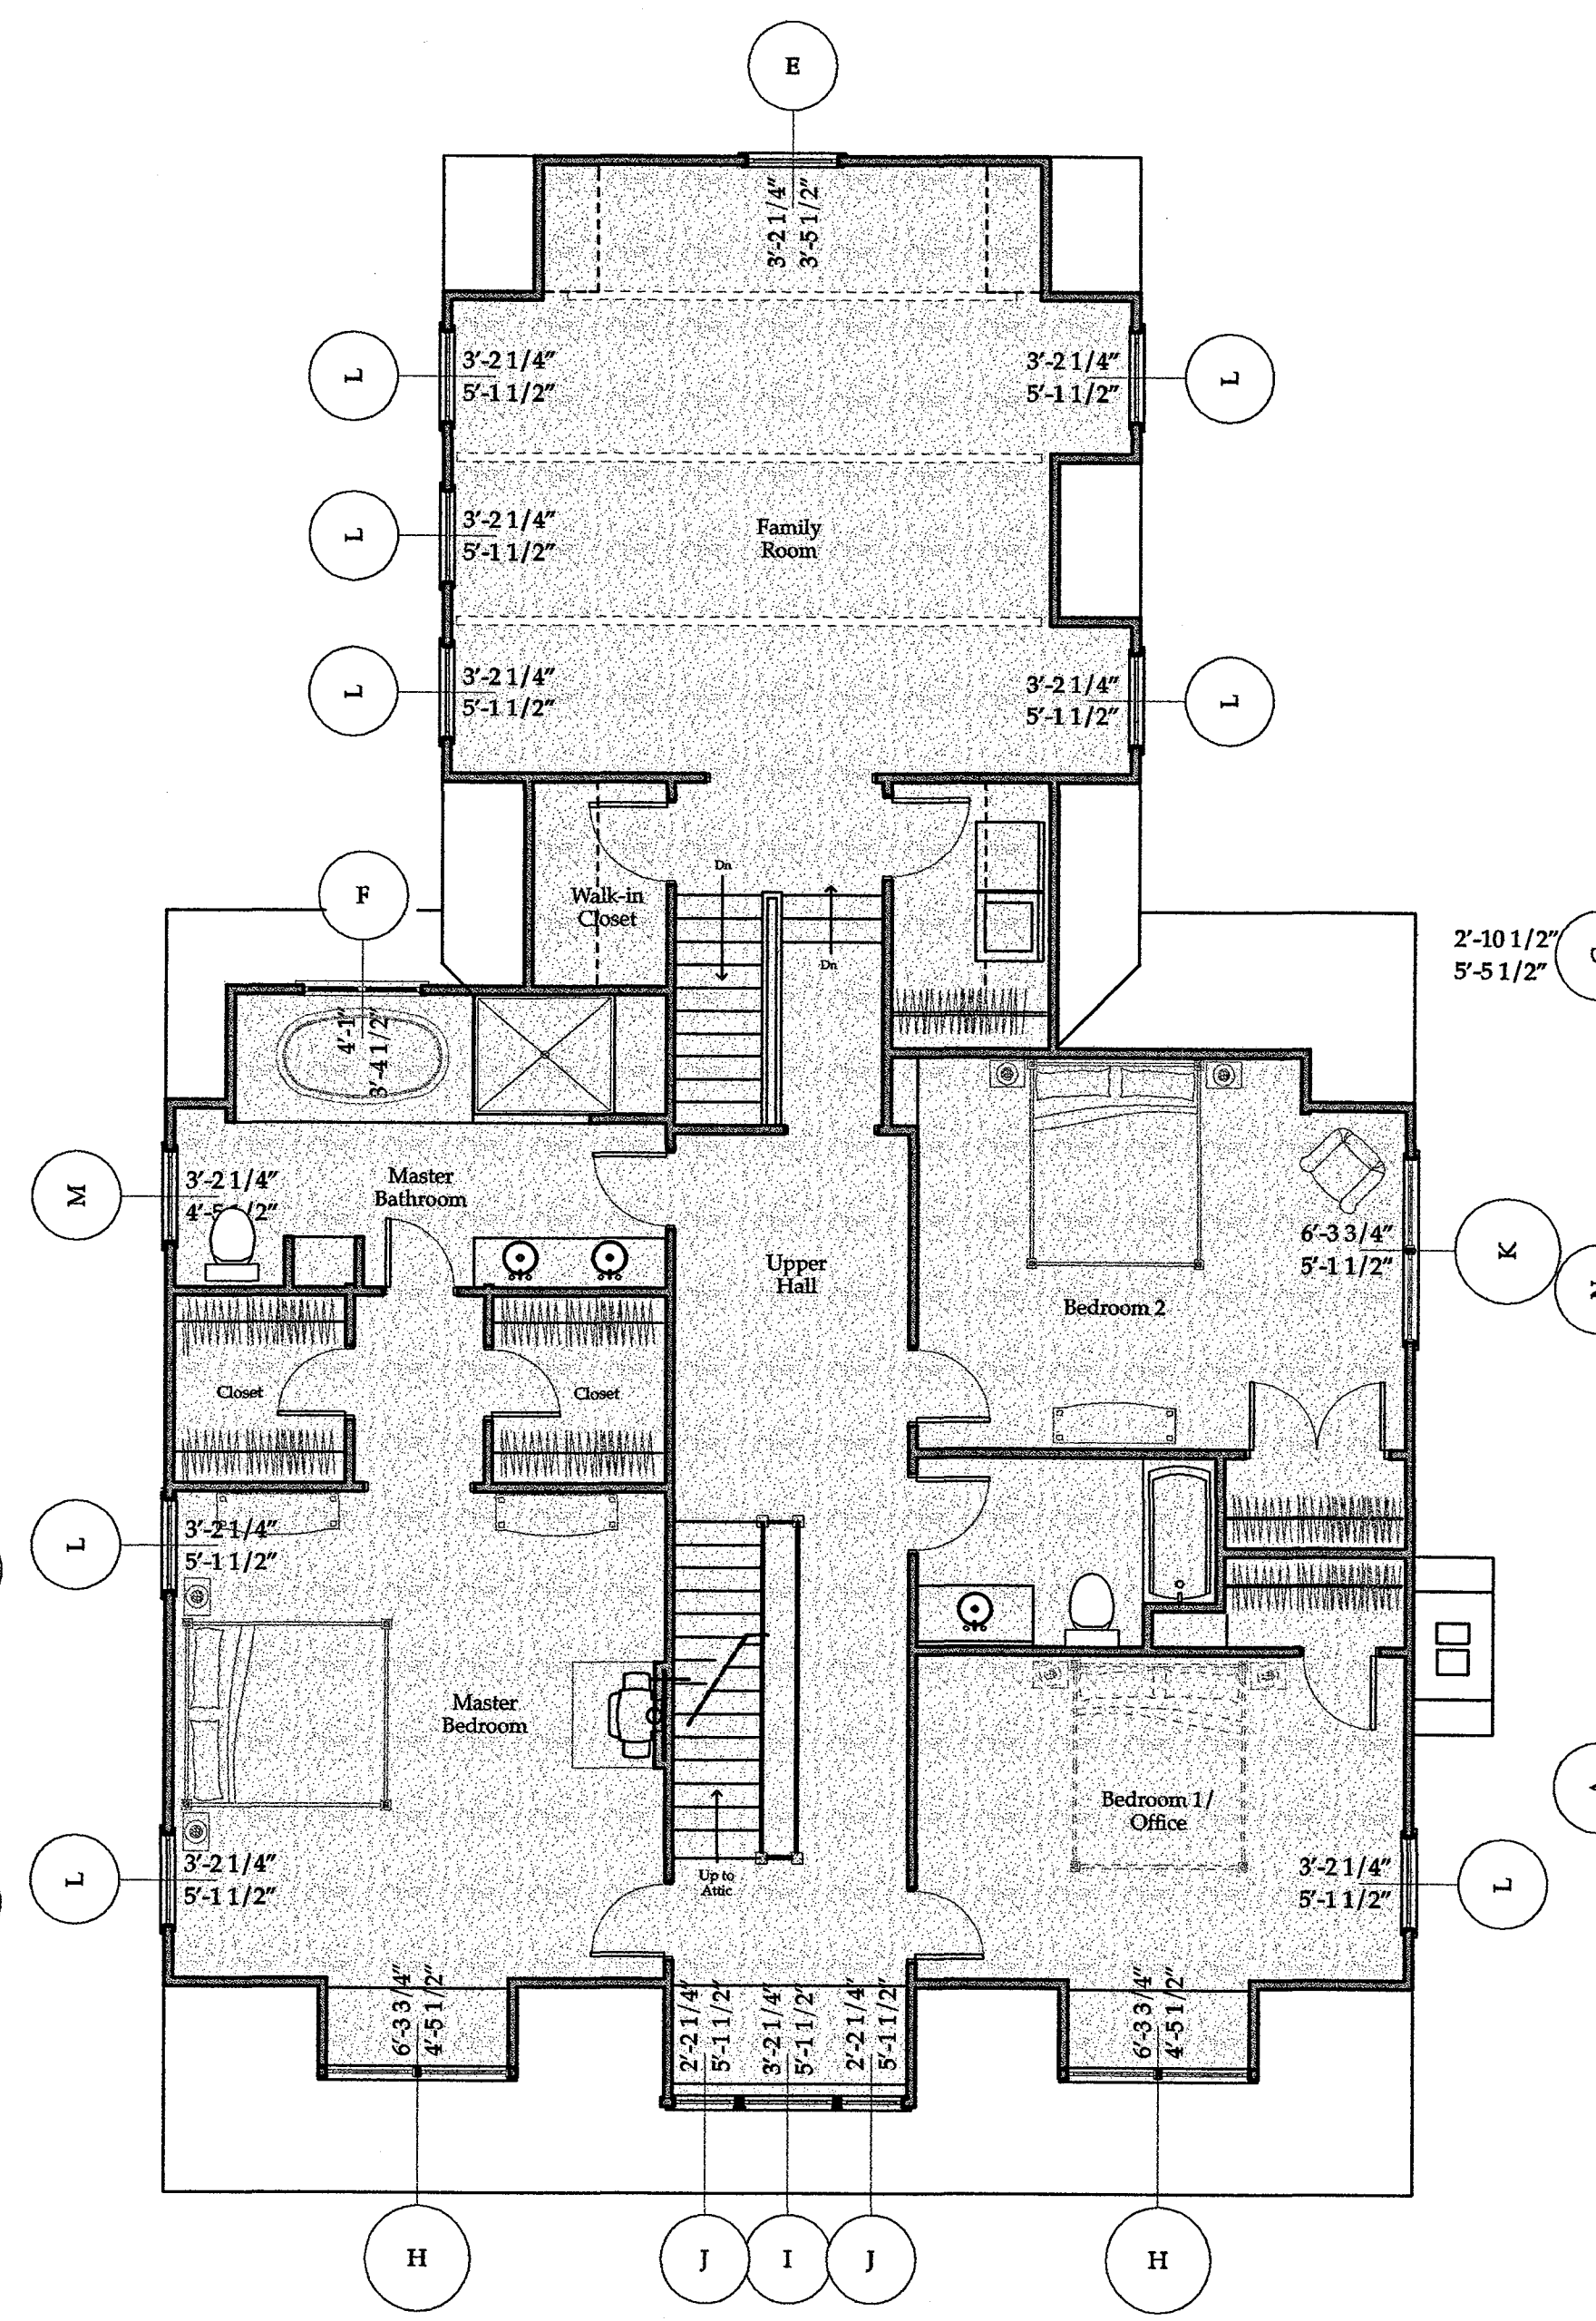 E
3'-2 1/4"
3'-5 1/2"
L
3'-2 1/4"
5'-1 1/2"
3'-2 1/4"
5'-1 1/2"
L
L
3'-2 1/4"
5'-1 1/2"
Family
Room
L
3'-2 1/4"
5'-1 1/2"
3'-2 1/4"
5'-1 1/2"
L
F
Walk-in
Closet
Dn
Dn
2'-10 1/2"
5'-5 1/2"
4'-1"
3'-4 1/2"
M
3'-2 1/4"
4'-5 1/2"
Master
Bathroom
Upper
Hall
6'-3 3/4"
5'-1 1/2"
K
Bedroom 2
Closet
Closet
L
3'-2 1/4"
5'-1 1/2"
Master
Bedroom
Bedroom 1/
Office
L
3'-2 1/4"
5'-1 1/2"
Up to
Attic
3'-2 1/4"
5'-1 1/2"
L
6'-3 3/4"
4'-5 1/2"
2'-2 1/4"
5'-1 1/2"
3'-2 1/4"
5'-1 1/2"
2'-2 1/4"
5'-1 1/2"
6'-3 3/4"
4'-5 1/2"
H
J
I
J
H